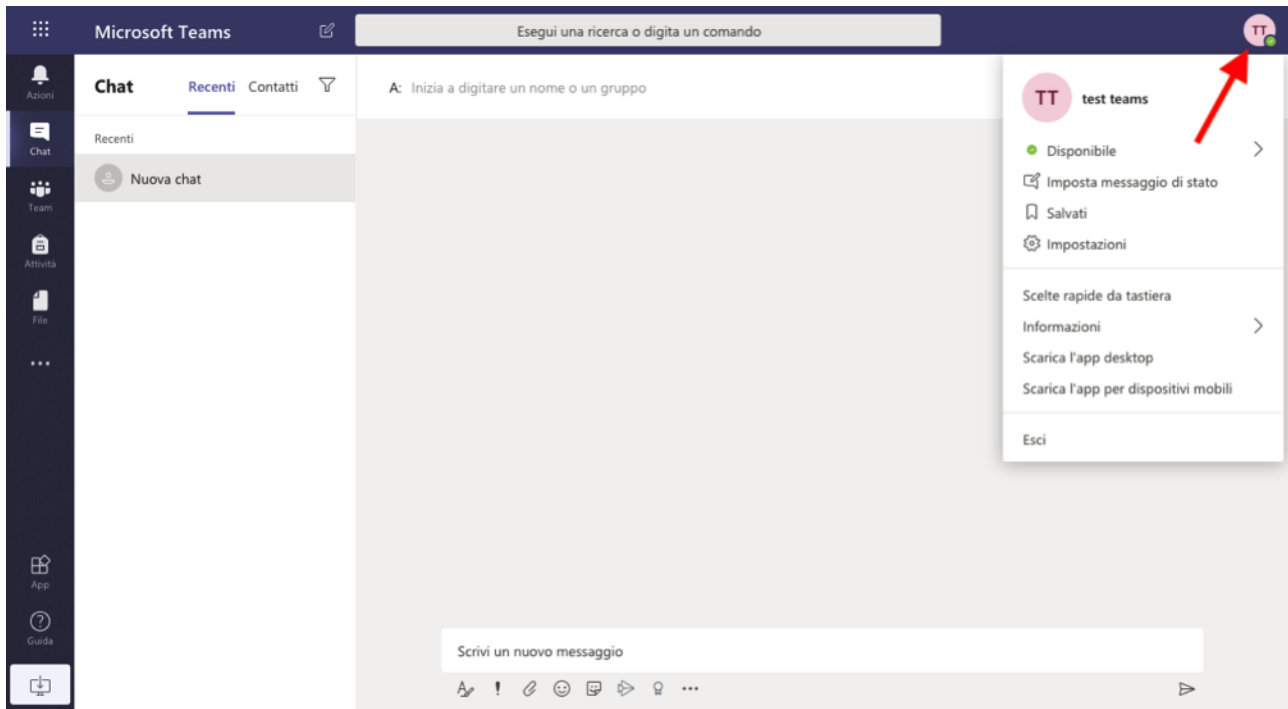 Microsoft Teams
Esegui una ricerca o digita un comando
TT
Azioni
Chat
Team
Attività
File
App
Guida
Chat
Recenti
Contatti
Recenti
Nuova chat
A: Inizia a digitare un nome o un gruppo
Scrivi un nuovo messaggio
TT
test teams
Disponibile
Imposta messaggio di stato
Salvati
Impostazioni
Scelte rapide da tastiera
Informazioni
Scarica l'app desktop
Scarica l'app per dispositivi mobili
Esci